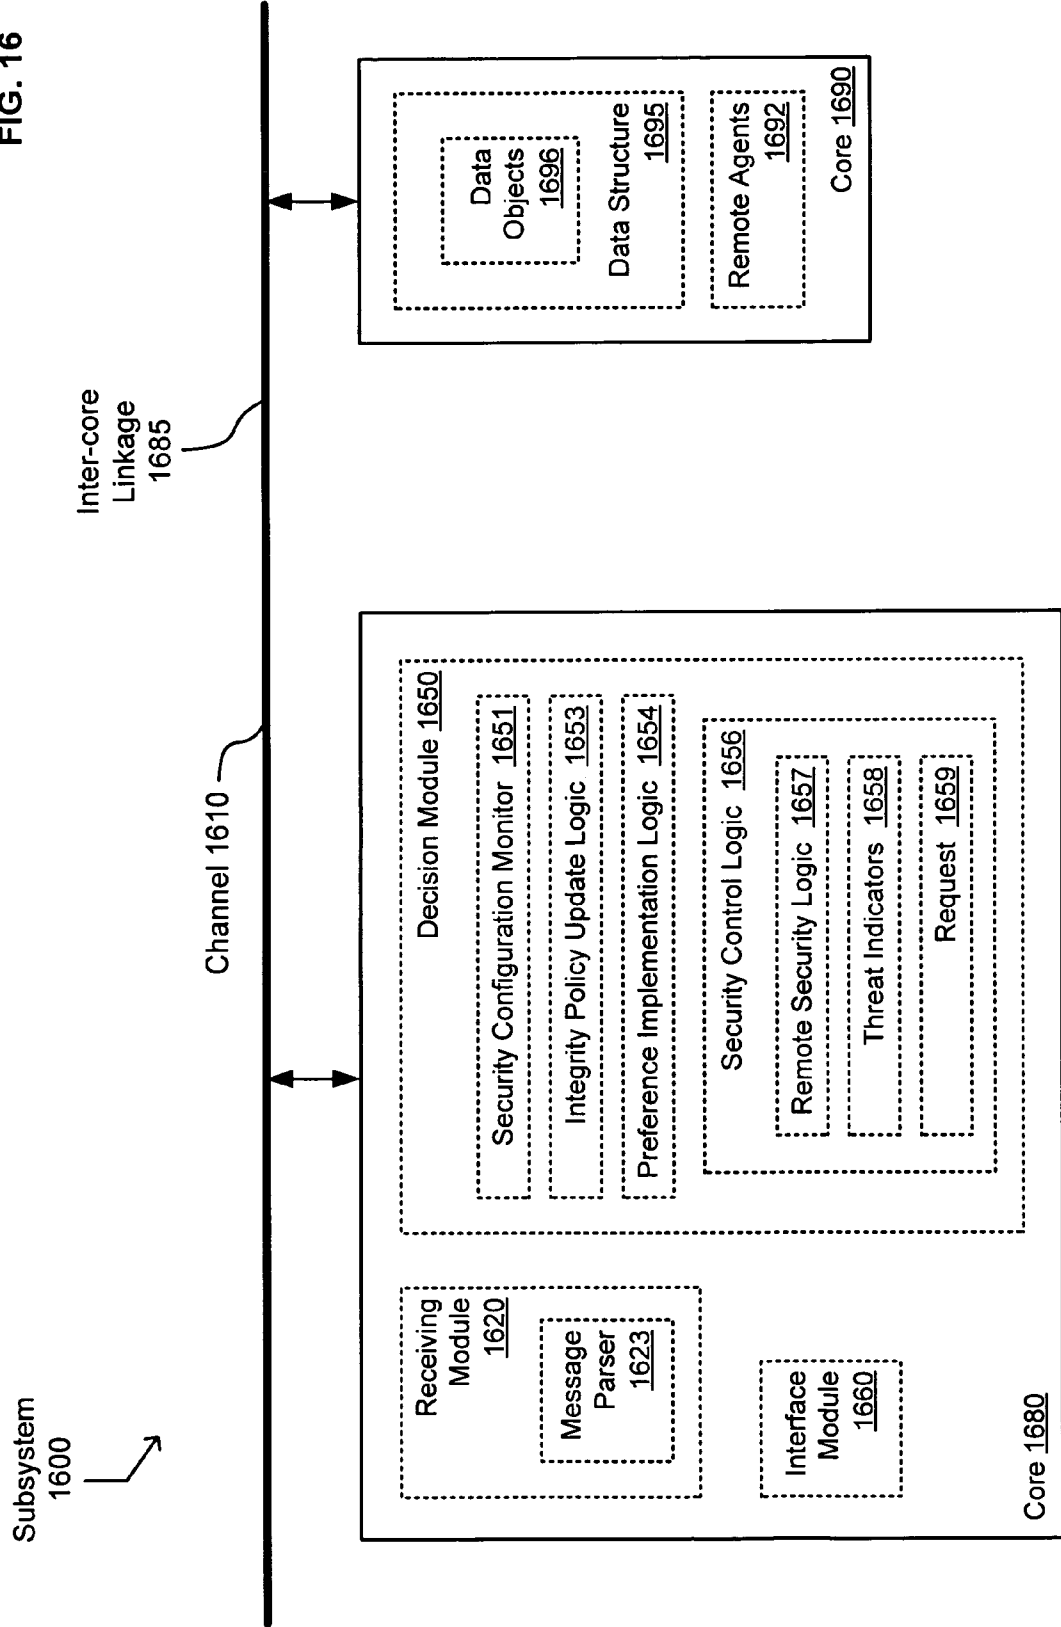 FIG. 16
Subsystem
1600
Channel 1610
Inter-core
Linkage
1685
Receiving
Module
1620
Message
Parser
1623
Interface
Module
1660
Core 1680
Decision Module 1650
Security Configuration Monitor 1651
Integrity Policy Update Logic 1653
Preference Implementation Logic 1654
Security Control Logic 1656
Remote Security Logic 1657
Threat Indicators 1658
Request 1659
Data
Objects
1696
Data Structure
1695
Remote Agents
1692
Core 1690